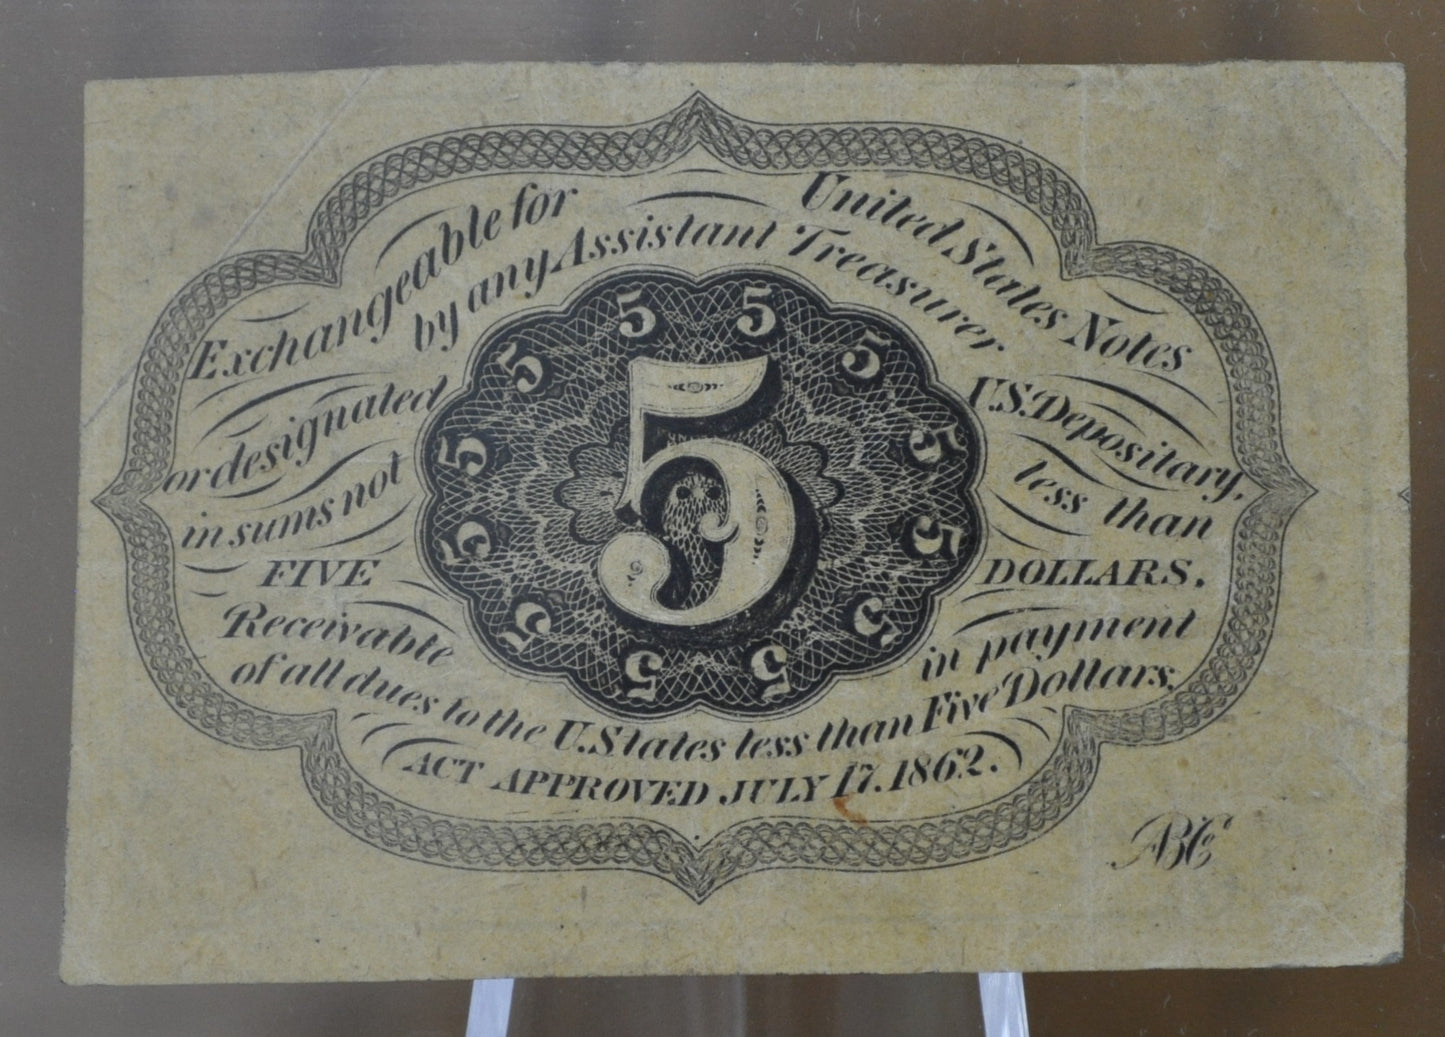 Exchangeable for United States Notes
by any Assistant Treasurer
or designated U.S. Depositary,
in sums not less than
FIVE DOLLARS.
Receivable in payment
of all dues to the U. States less than Five Dollars.
(ACT APPROVED JULY 17. 1862.)
5
5 5
5 5
5 5
5 5
5 5
5 5
ABCo